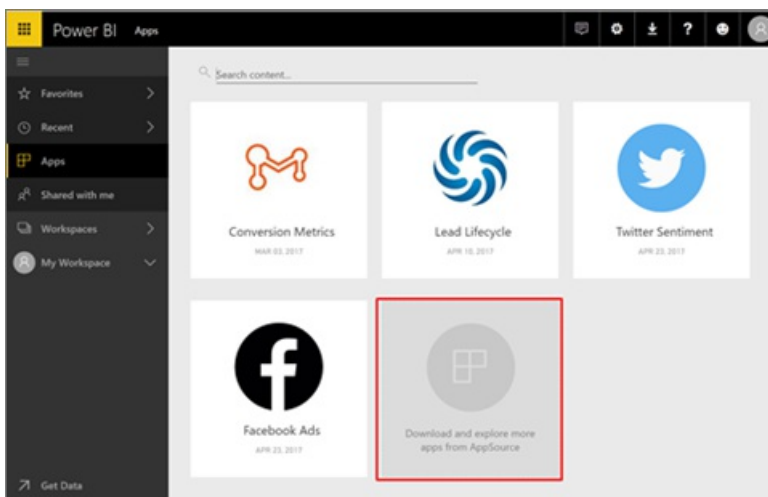 Power BI Apps
Search content...
Favorites
Recent
Apps
Shared with me
Workspaces
My Workspace
Get Data
Conversion Metrics
MAR 03, 2017
Lead Lifecycle
APR 10, 2017
Twitter Sentiment
APR 23, 2017
Facebook Ads
APR 23, 2017
Download and explore more
apps from AppSource